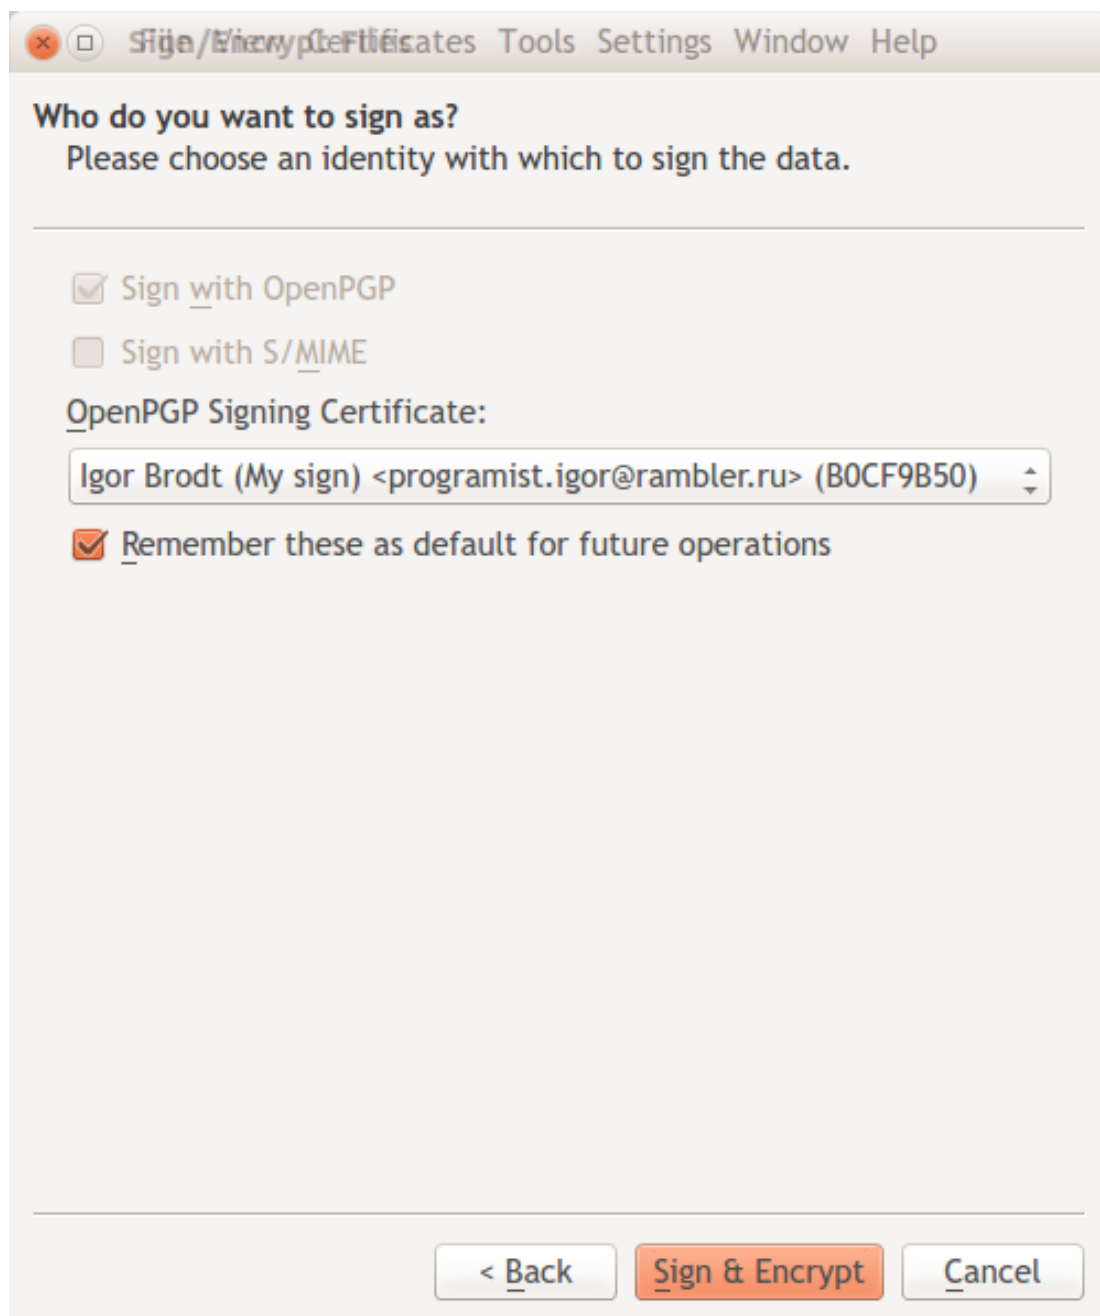 Tools Settings Window Help
Who do you want to sign as?
Please choose an identity with which to sign the data.
Sign with OpenPGP
Sign with S/MIME
OpenPGP Signing Certificate:
Igor Brodt (My sign) <programist.igor@rambler.ru> (B0CF9B50)
Remember these as default for future operations
< Back Sign & Encrypt Cancel